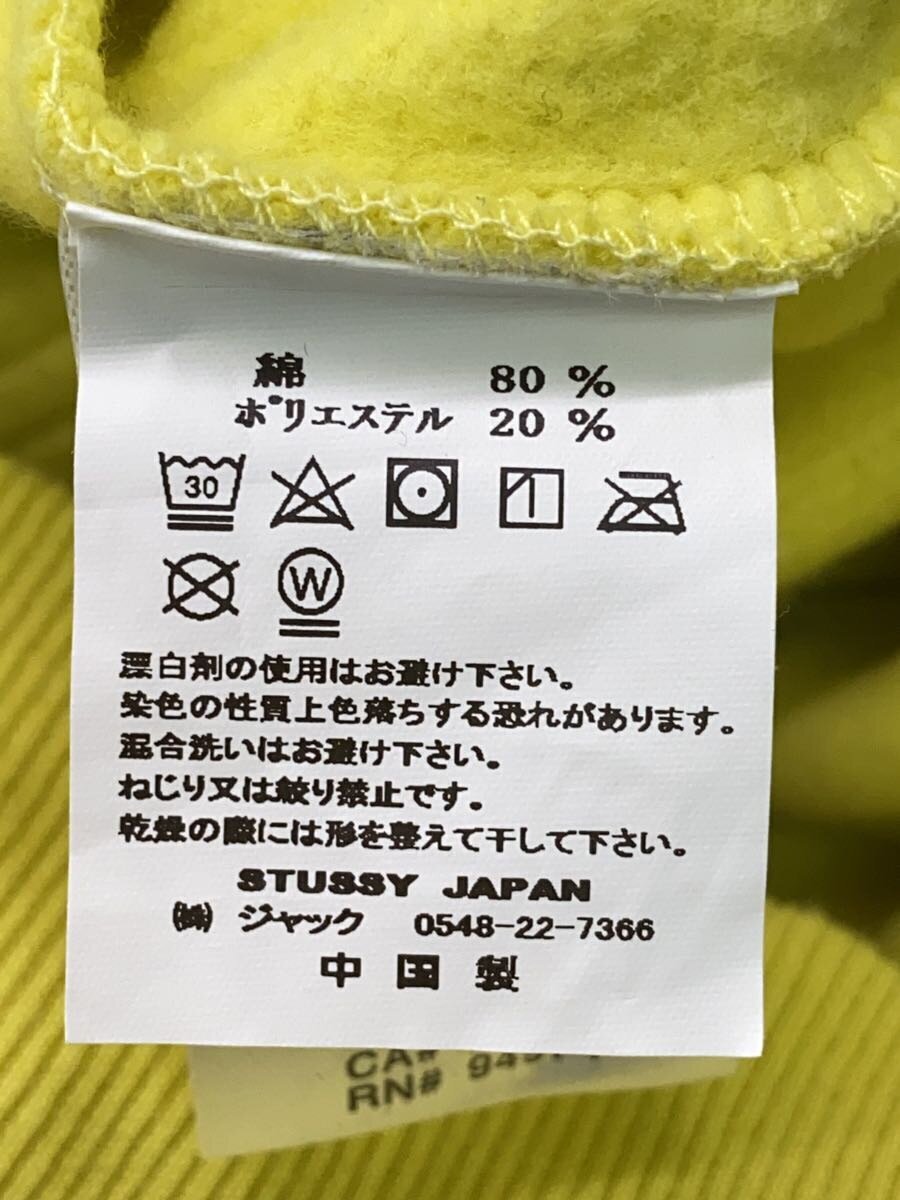 綿 80 %
ポリエステル 20 %
30
W
漂白剤の使用はお避け下さい。
染色の性質上色落ちする恐れがあります。
混合洗いはお避け下さい。
ねじり又は絞り禁止です。
乾燥の際には形を整えて干して下さい。
STUSSY JAPAN
㈱ ジャック 0548-22-7366
中国製
CA#
RN#